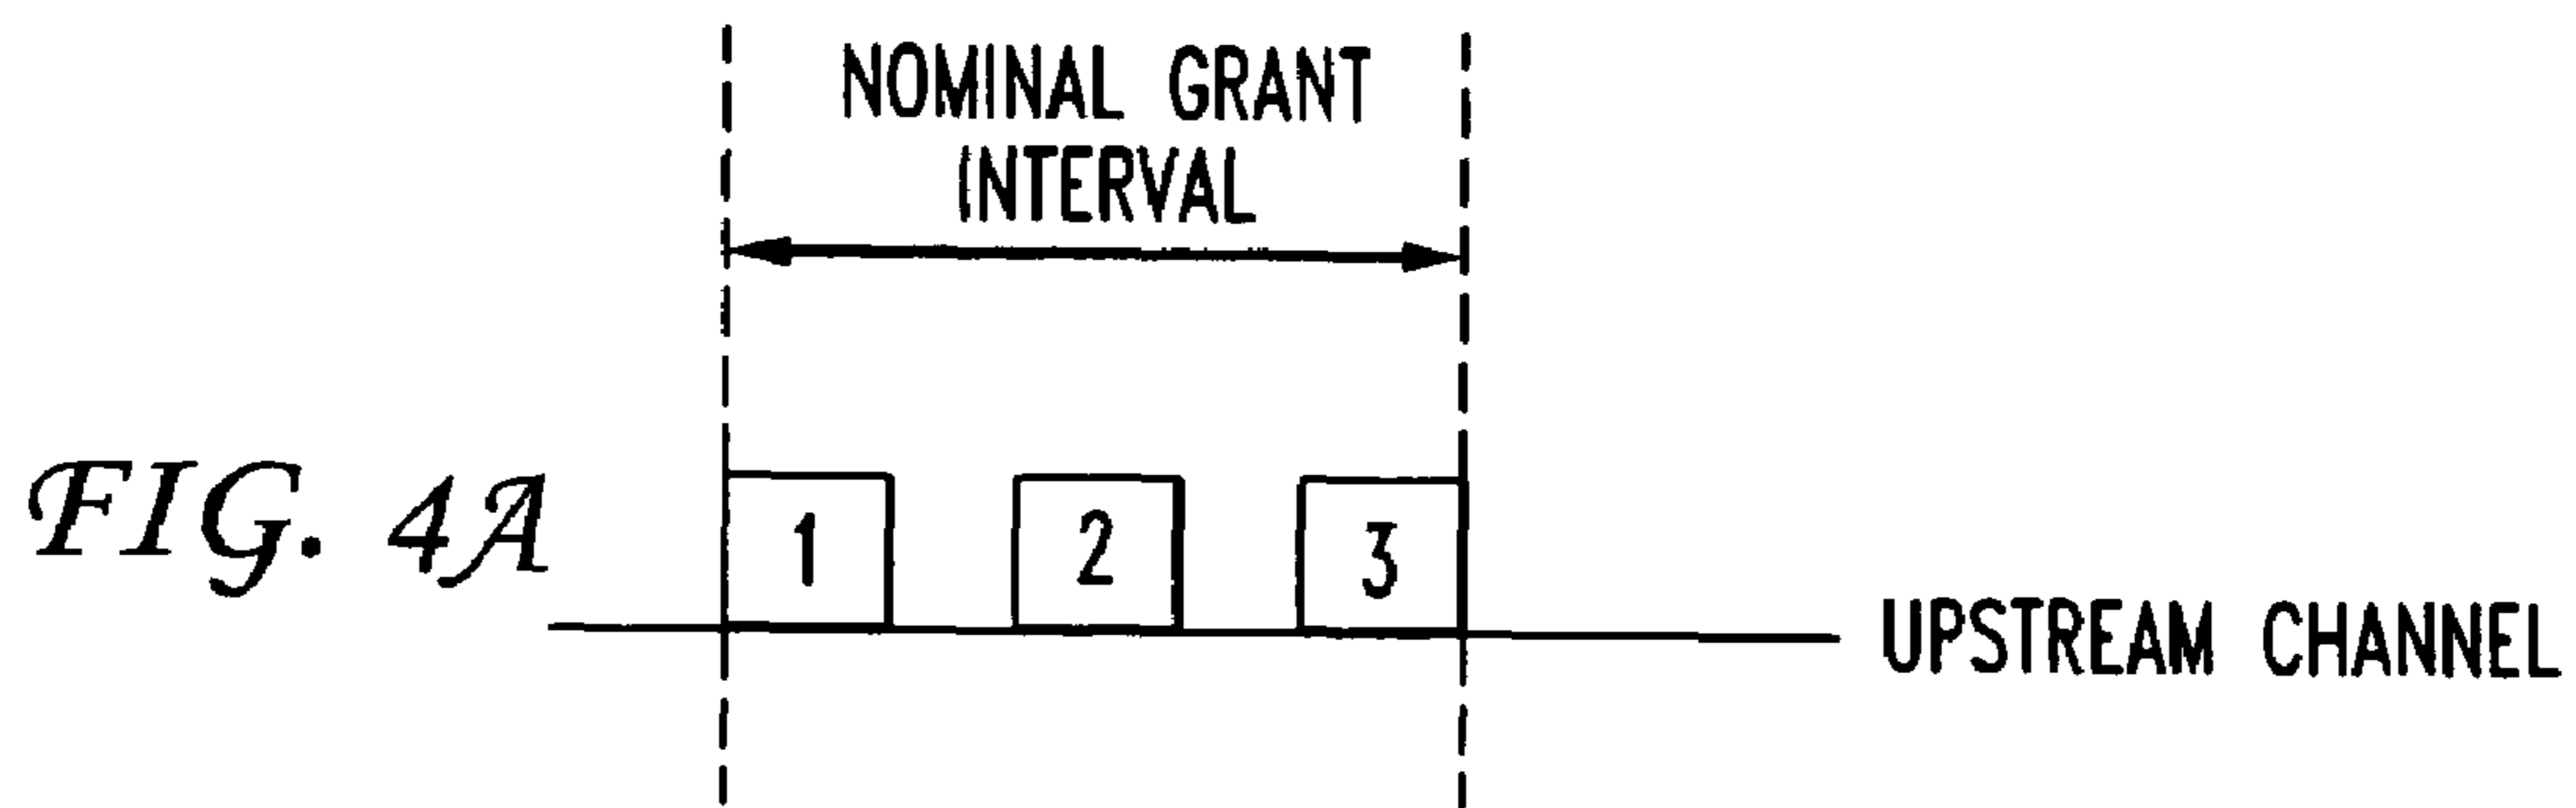 NOMINAL GRANT
INTERVAL
FIG. 4A
1 2 3
UPSTREAM CHANNEL